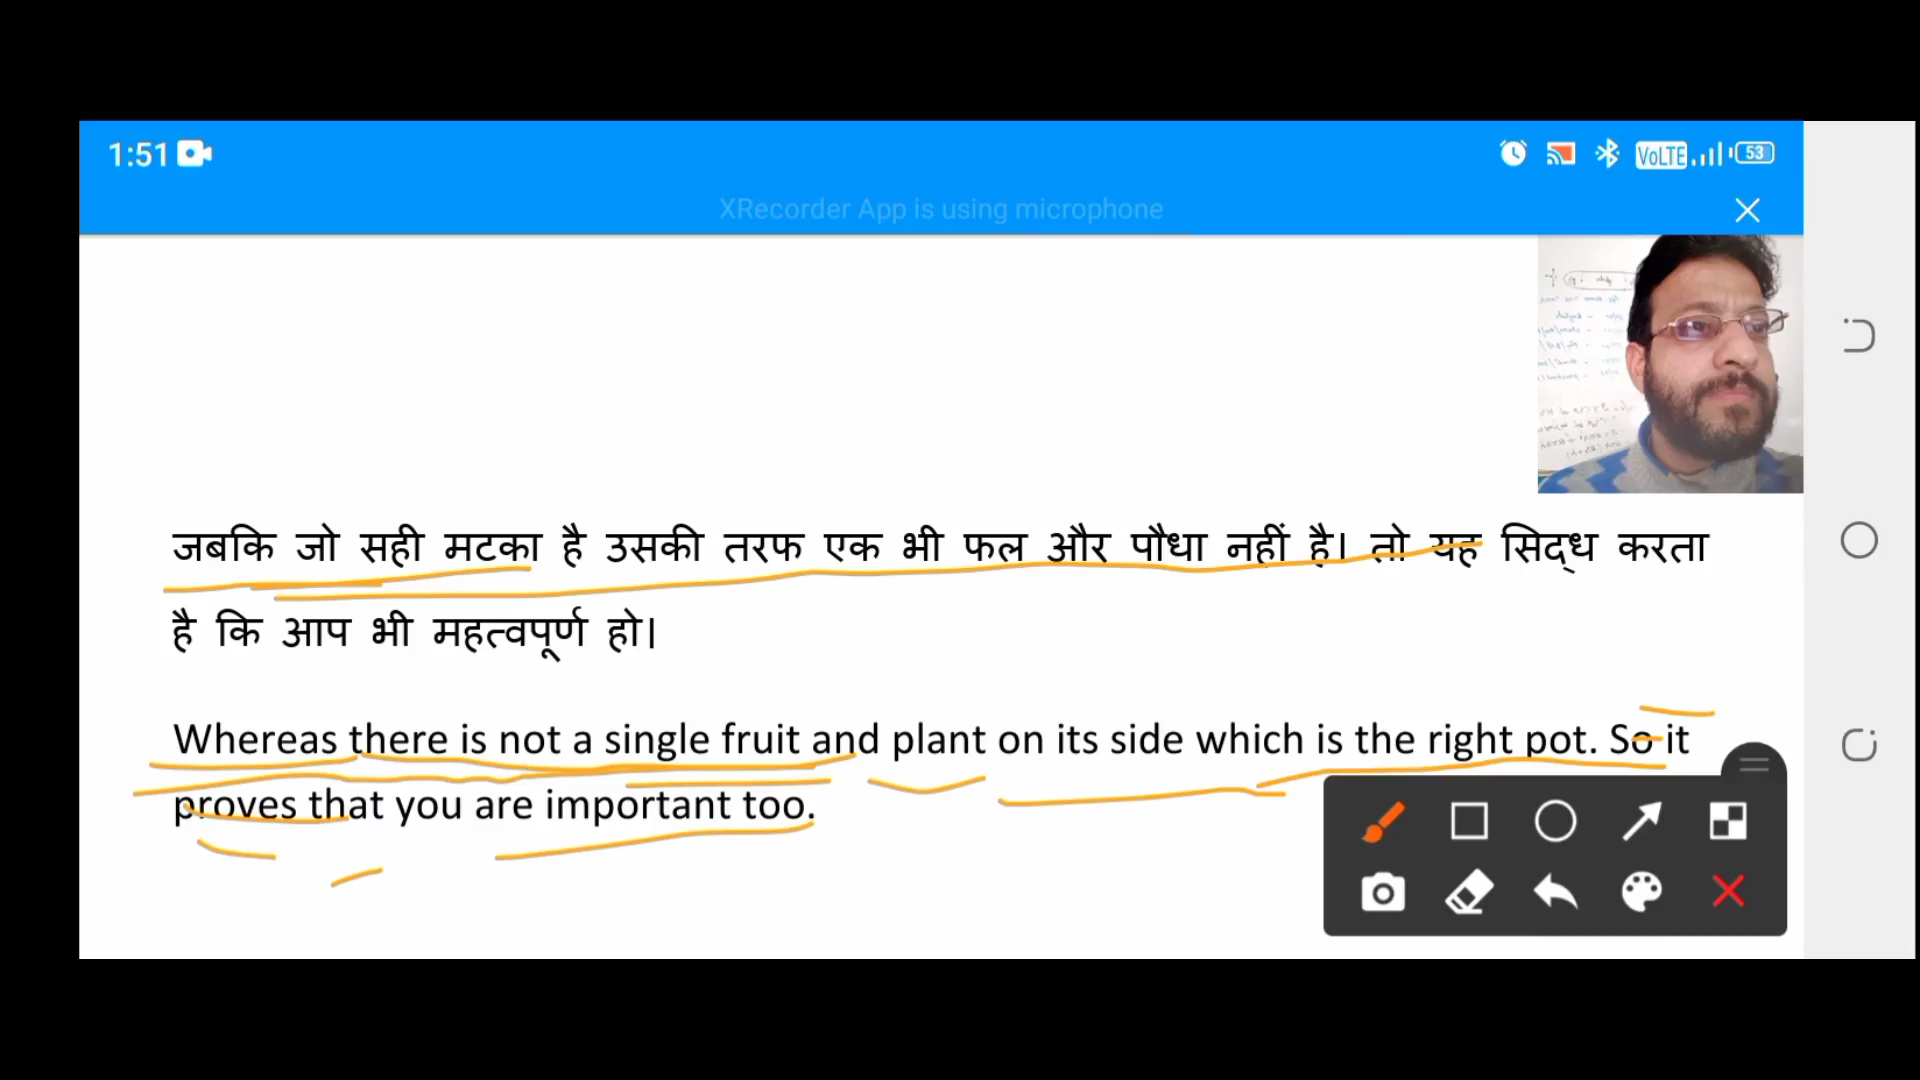 1:51
VoLTE
53
XRecorder App is using microphone
जबकि जो सही मटका है उसकी तरफ एक भी फल और पौधा नहीं है। तो यह सिद्ध करता
है कि आप भी महत्वपूर्ण हो।
Whereas there is not a single fruit and plant on its side which is the right pot. So it
proves that you are important too.